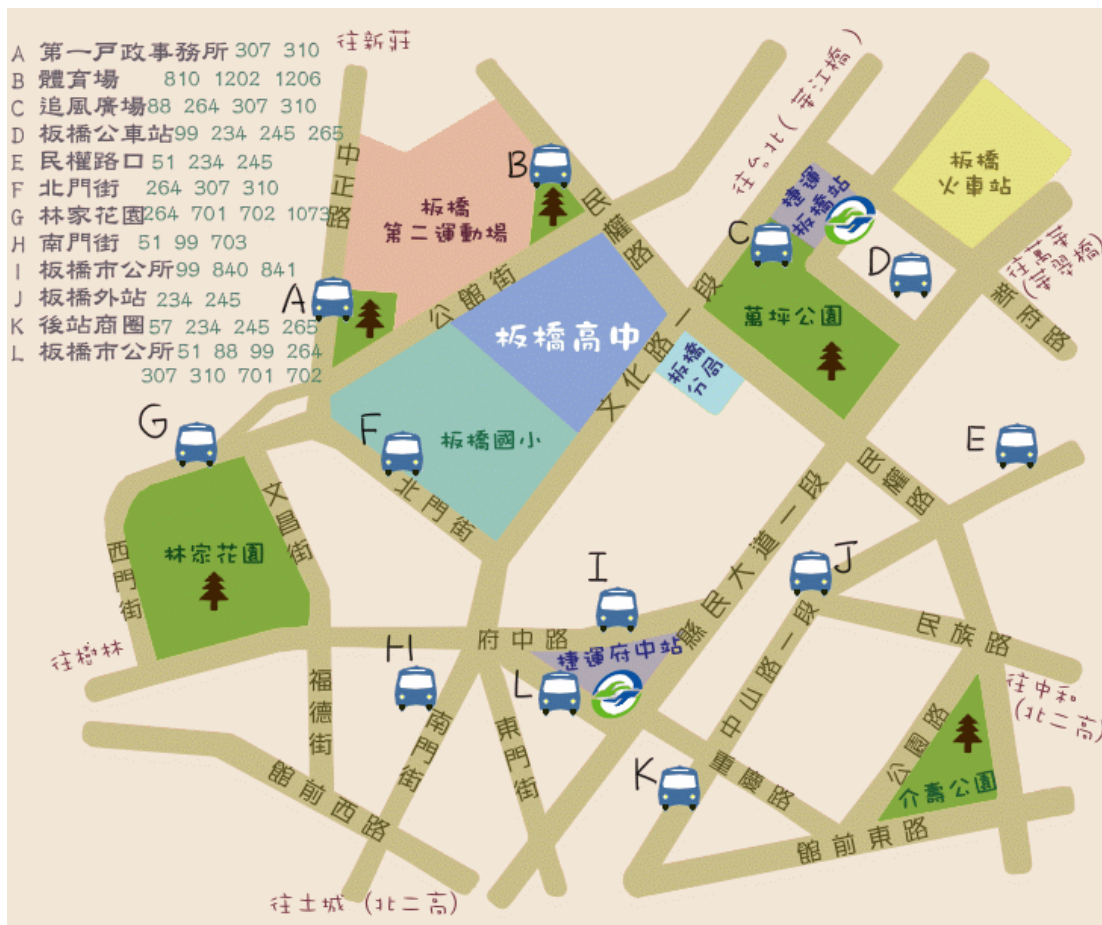 A 第一戶政事務所 307 310
B 體育場 810 1202 1206
C 追風廣場 88 264 307 310
D 板橋公車站 99 234 245 265
E 民權路口 51 234 245
F 北門街 264 307 310
G 林家花園 264 701 702 1073
H 南門街 51 99 703
I 板橋市公所 99 840 841
J 板橋外站 234 245
K 後站商圈 57 234 245 265
L 板橋市公所 51 88 99 264
307 310 701 702
往新莊
中正路
板橋
第二運動場
B
民權路
往台北(華江橋)
捷運
板橋站
板橋
火車站
C
D
往萬華
(華翠橋)
新府路
A
公館街
板橋高中
文化路一段
板橋
分局
萬坪公園
G
F
板橋國小
北門街
E
民權路
文昌街
林家花園
西門街
往樹林
I
J
縣民大道一段
府中路
捷運府中站
民族路
H
L
福德街
南門街
東門街
中山路一段
往中和
(北二高)
公園路
介壽公園
K
重慶路
館前西路
館前東路
往土城 (北二高)